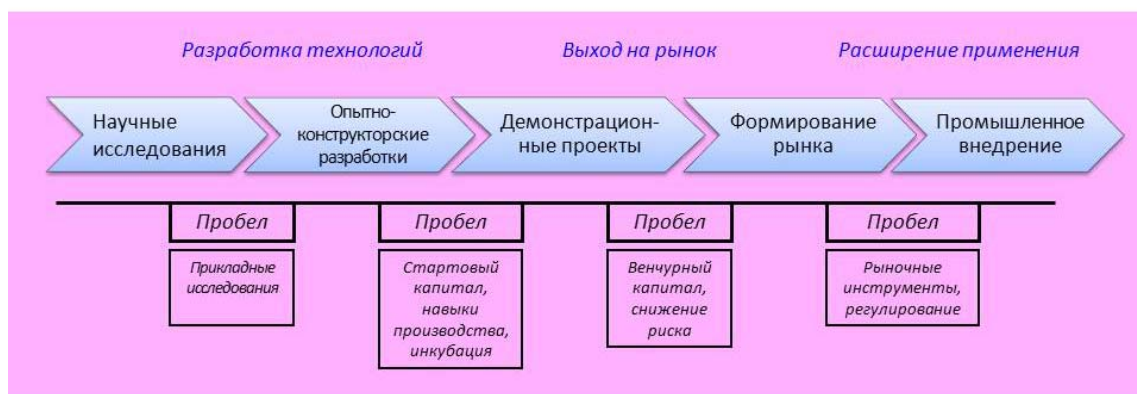 Разработка технологий
Выход на рынок
Расширение применения
Научные
исследования
Опытно-
конструкторские
разработки
Демонстрацион-
ные проекты
Формирование
рынка
Промышленное
внедрение
Пробел
Пробел
Пробел
Пробел
Прикладные
исследования
Стартовый
капитал,
навыки
производства,
инкубация
Венчурный
капитал,
снижение
риска
Рыночные
инструменты,
регулирование